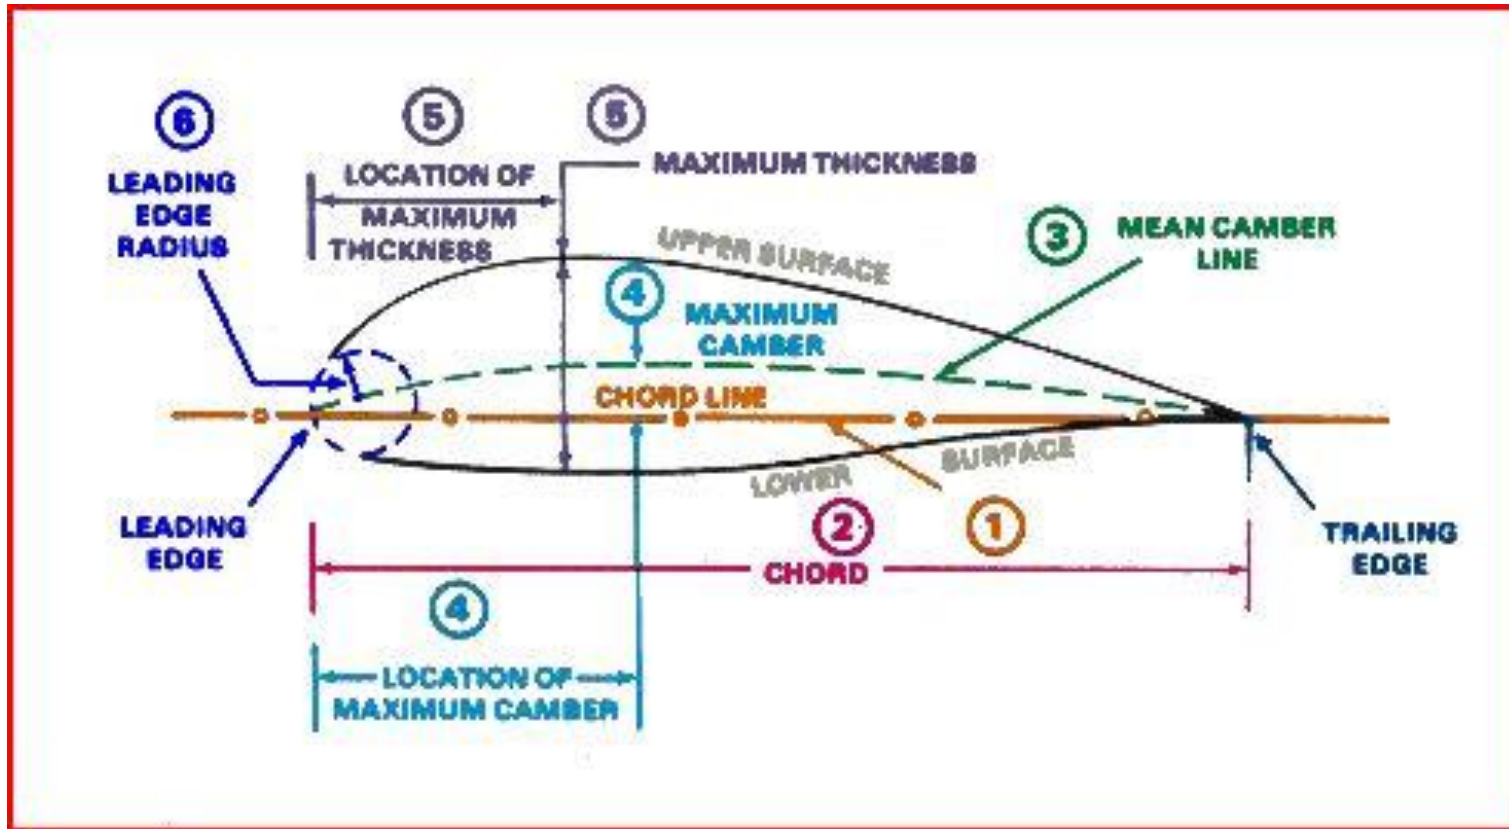 6
LEADING
EDGE
RADIUS
5
LOCATION OF
MAXIMUM
THICKNESS
5
MAXIMUM THICKNESS
UPPER SURFACE
3
MEAN CAMBER
LINE
4
MAXIMUM
CAMBER
CHORD LINE
LOWER SURFACE
LEADING
EDGE
2
CHORD
1
TRAILING
EDGE
4
LOCATION OF
MAXIMUM CAMBER